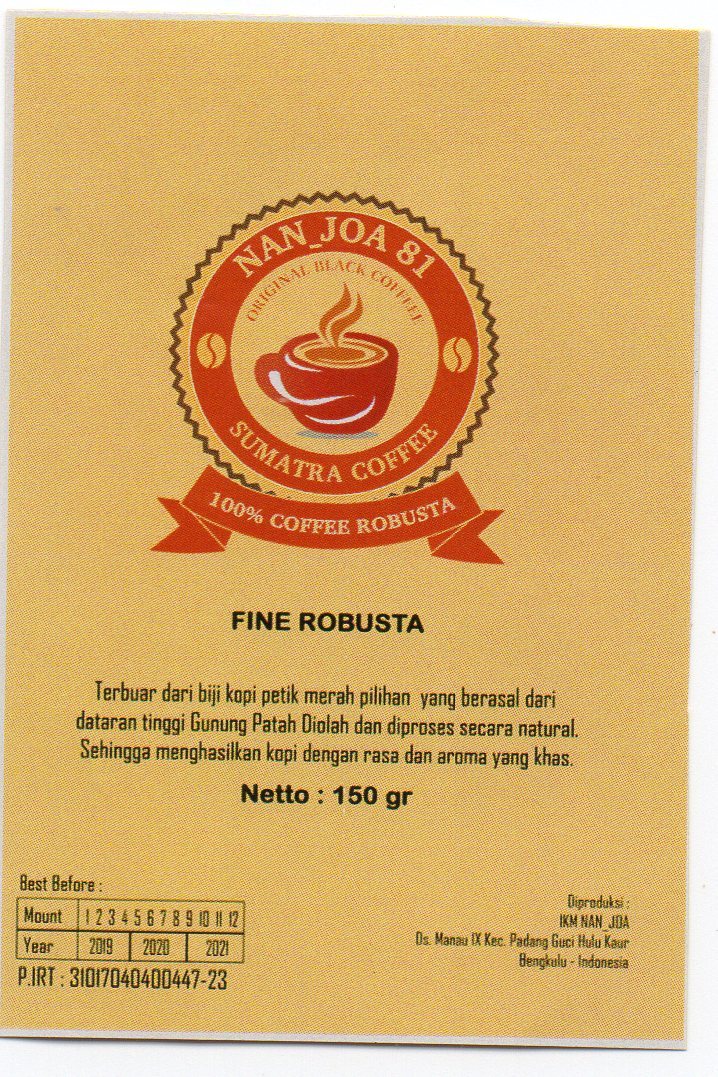 NAN_JOA 81
ORIGINAL BLACK COFFEEE
SUMATRA COFFEE
100% COFFEE ROBUSTA
FINE ROBUSTA
Terbuar dari biji kopi petik merah pilihan yang berasal dari
dataran tinggi Gunung Patah Diolah dan diproses secara natural.
Sehingga menghasilkan kopi dengan rasa dan aroma yang khas.
Netto : 150 gr
Best Before :
Mount 1 2 3 4 5 6 7 8 9 10 11 12
Year 2019 2020 2021
P.IRT : 31017040400447-23
Diproduksi :
IKM NAN_JOA
Ds. Manau IX Kec. Padang Guci Hulu Kaur
Bengkulu - Indonesia